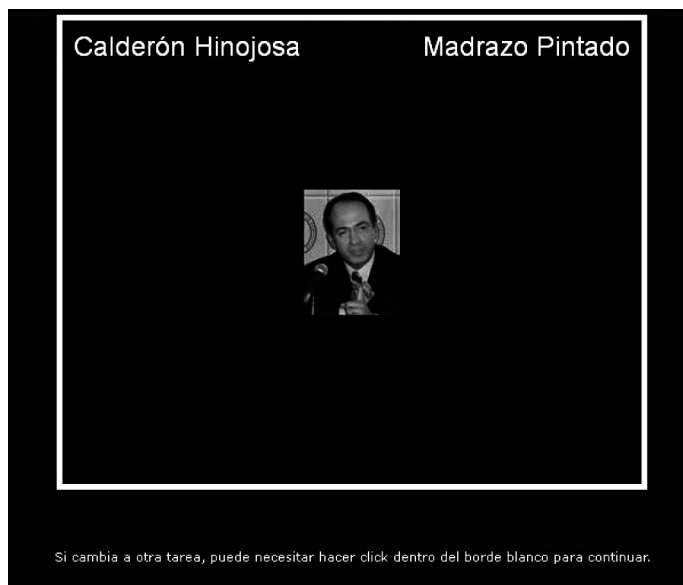 Calderón Hinojosa Madrazo Pintado
Si cambia a otra tarea, puede necesitar hacer click dentro del borde blanco para continuar.